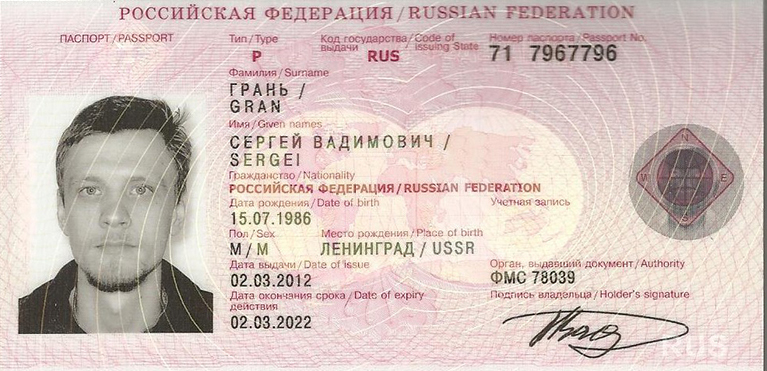 РОССИЙСКАЯ ФЕДЕРАЦИЯ / RUSSIAN FEDERATION
ПАСПОРТ / PASSPORT
Тип / Type
Код государства / Code of
выдачи issuing State
Номер паспорта / Passport No.
P RUS 71 7967796
Фамилия / Surname
ГРАНЬ /
GRAN
Имя / Given names
СЕРГЕЙ ВАДИМОВИЧ /
SERGEI
Гражданство / Nationality
РОССИЙСКАЯ ФЕДЕРАЦИЯ / RUSSIAN FEDERATION
Дата рождения / Date of birth
Учетная запись
15.07.1986
Пол / Sex
Место рождения / Place of birth
М / M ЛЕНИНГРАД / USSR
Дата выдачи / Date of issue
Орган, выдавший документ / Authority
02.03.2012 ФМС 78039
Дата окончания срока / Date of expiry
действия
Подпись владельца / Holder's signature
02.03.2022
N
W E
S
RUS